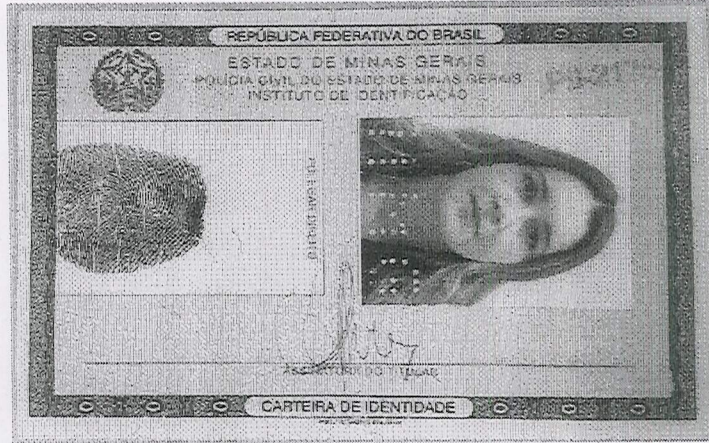 REPÚBLICA FEDERATIVA DO BRASIL
ESTADO DE MINAS GERAIS
POLÍCIA CIVIL DO ESTADO DE MINAS GERAIS
INSTITUTO DE IDENTIFICAÇÃO
POLEGAR DIREITO
ASSINATURA DO TITULAR
CARTEIRA DE IDENTIDADE